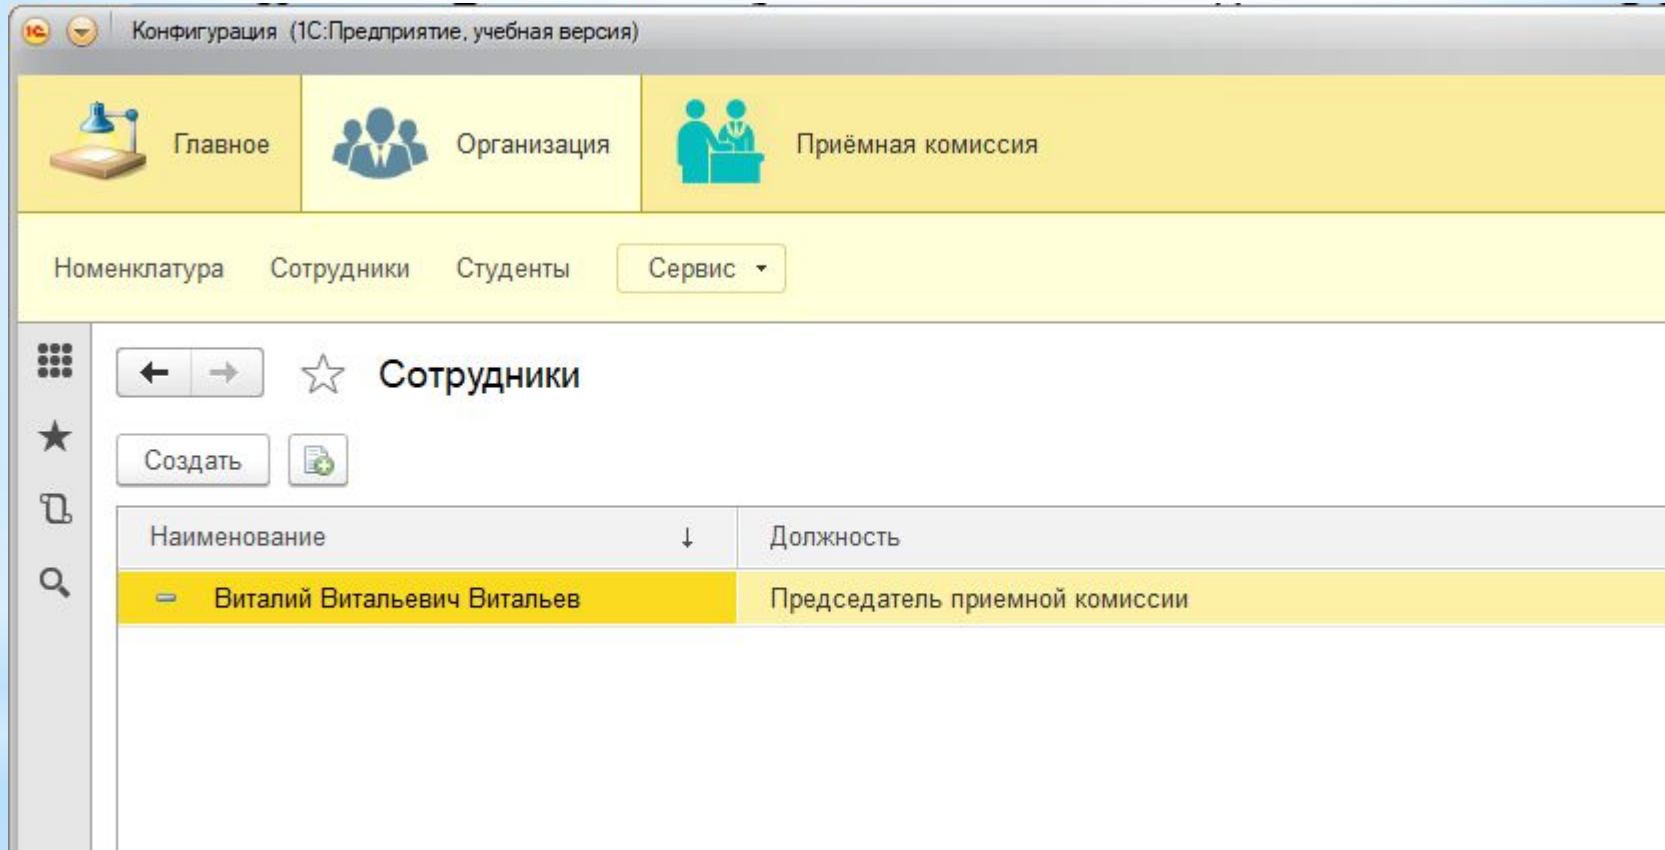 Конфигурация (1С:Предприятие, учебная версия)
Главное
Организация
Приёмная комиссия
Номенклатура Сотрудники Студенты Сервис
Сотрудники
Создать
Наименование ↓ Должность
Виталий Витальевич Витальев Председатель приемной комиссии